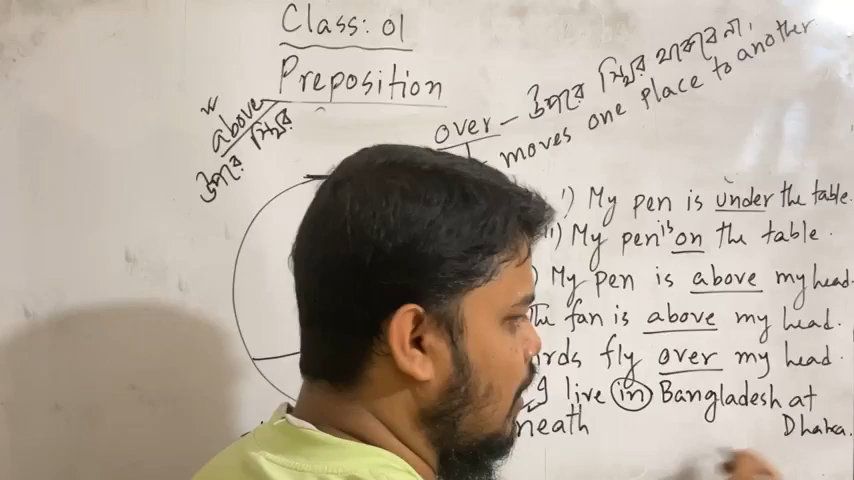 Class: 01
Preposition
above
উপরে স্থির
over - উপরে স্থির থাকবে না।
moves one place to another
i) My pen is under the table.
ii) My pen is on the table.
) My pen is above my head.
The fan is above my head.
rds fly over my head.
I live in Bangladesh at
Dhaka.
neath